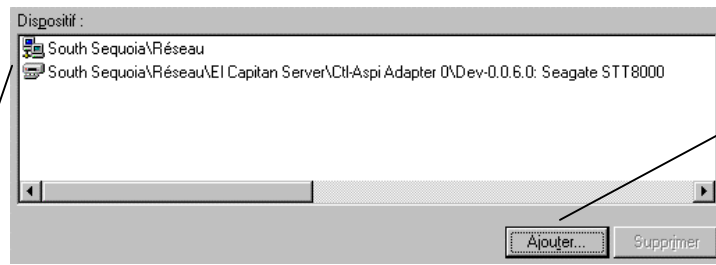 Dispositif :
South Sequoia\Réseau
South Sequoia\Réseau\El Capitan Server\Ctl-Aspi Adapter 0\Dev-0.0.6.0: Seagate STT8000
Ajouter... Supprimer